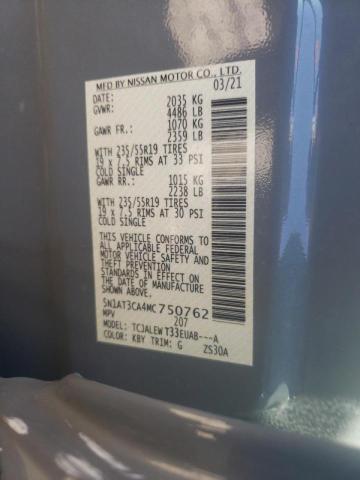 MFD BY NISSAN MOTOR CO., LTD.
DATE: 03/21
GVWR: 2035 KG
4486 LB
GAWR FR.: 1070 KG
2359 LB
WITH 235/55R19 TIRES
19 x 7.5 RIMS AT 33 PSI
COLD SINGLE
GAWR RR.: 1015 KG
2238 LB
WITH 235/55R19 TIRES
19 x 7.5 RIMS AT 30 PSI
COLD SINGLE
THIS VEHICLE CONFORMS TO
ALL APPLICABLE FEDERAL
MOTOR VEHICLE SAFETY
STANDARDS IN EFFECT ON
THE DATE OF MANUFACTURE
SHOWN ABOVE.
5N1AT3CA4MC750762
MPV 207
MODEL: TCJALEW T33EUAB---A
COLOR: KBY TRIM: G ZS30A